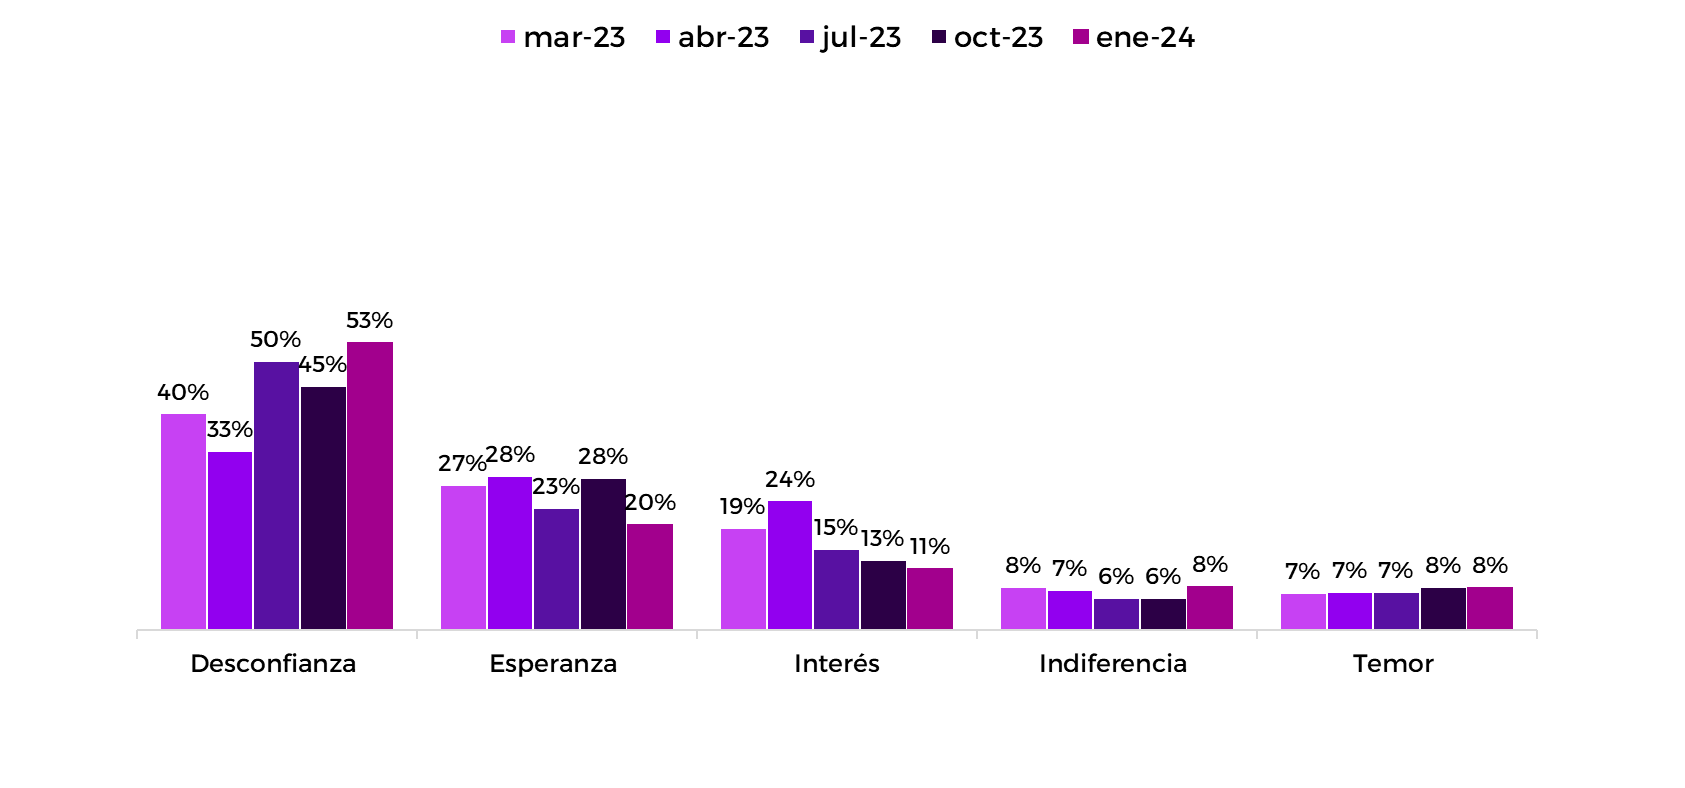 mar-23 abr-23 jul-23 oct-23 ene-24
40% 33% 50% 45% 53%
27% 28% 23% 28% 20%
19% 24% 15% 13% 11%
8% 7% 6% 6% 8%
7% 7% 7% 8% 8%
Desconfianza Esperanza Interés Indiferencia Temor